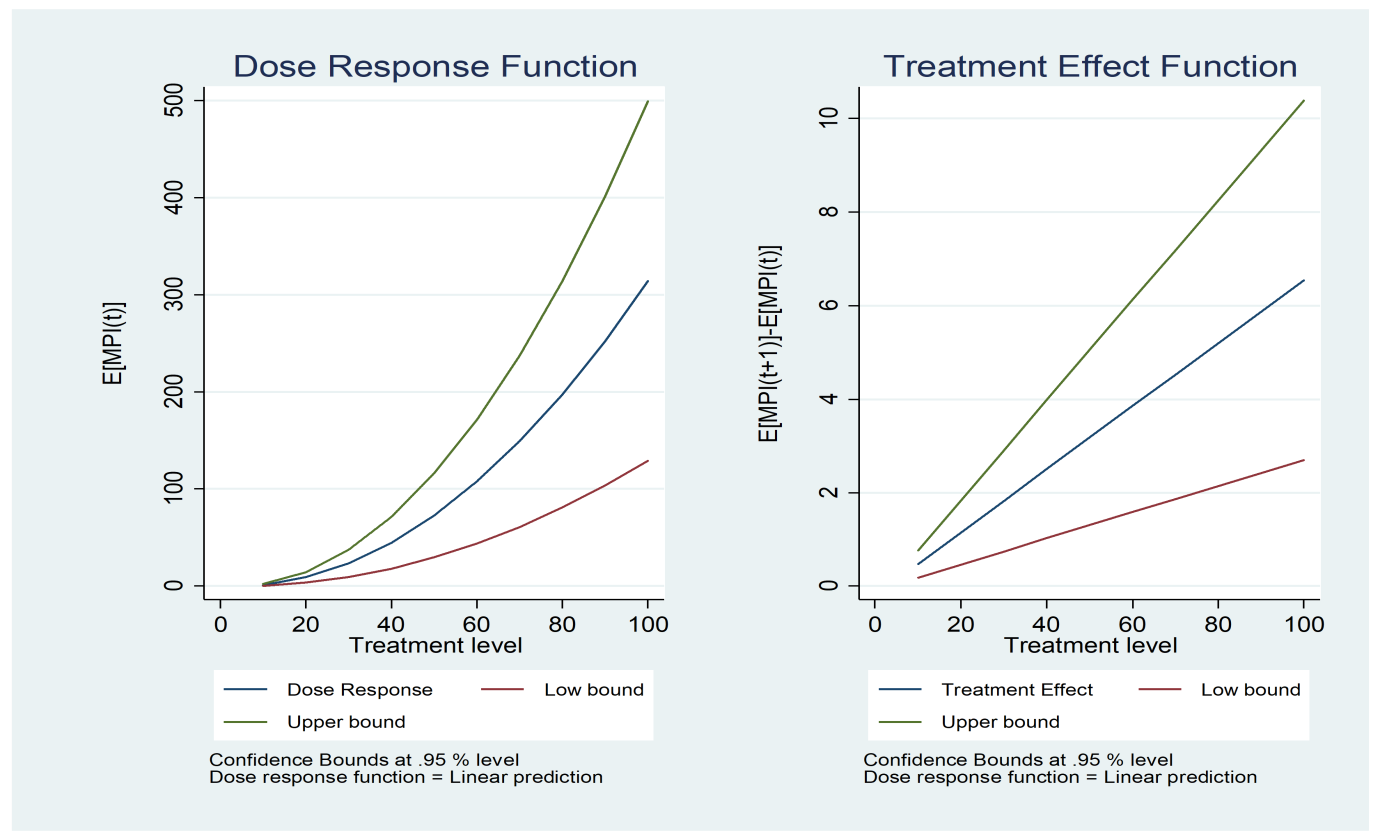 Dose Response Function
E[MPI(t)]
500
400
300
200
100
0
0 20 40 60 80 100
Treatment level
Dose Response Low bound
Upper bound
Confidence Bounds at .95 % level
Dose response function = Linear prediction
Treatment Effect Function
E[MPI(t+1)]-E[MPI(t)]
10
8
6
4
2
0
0 20 40 60 80 100
Treatment level
Treatment Effect Low bound
Upper bound
Confidence Bounds at .95 % level
Dose response function = Linear prediction